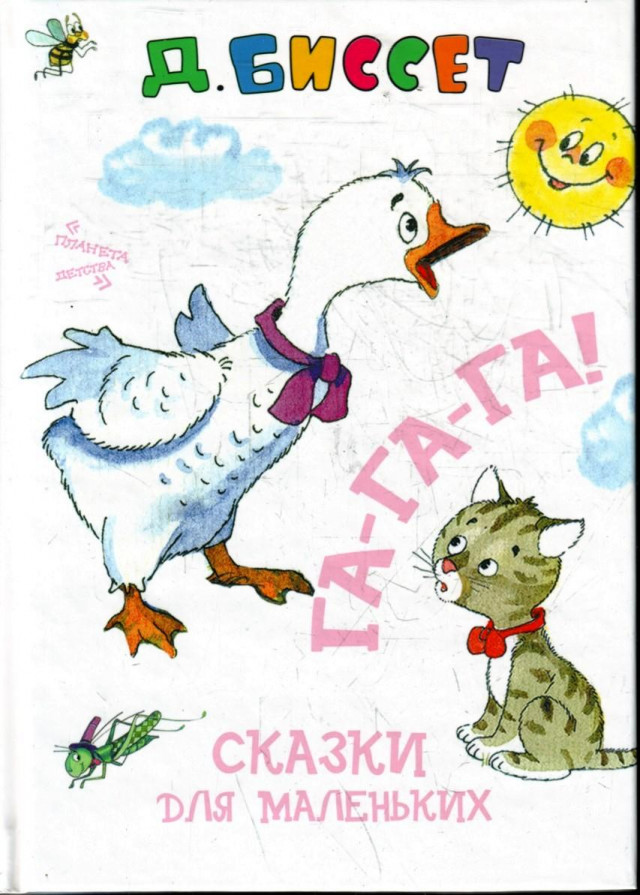 Д. БИССЕТ
«ПЛАНЕТА
ДЕТСТВА»
ГА-ГА-ГА!
СКАЗКИ
ДЛЯ МАЛЕНЬКИХ